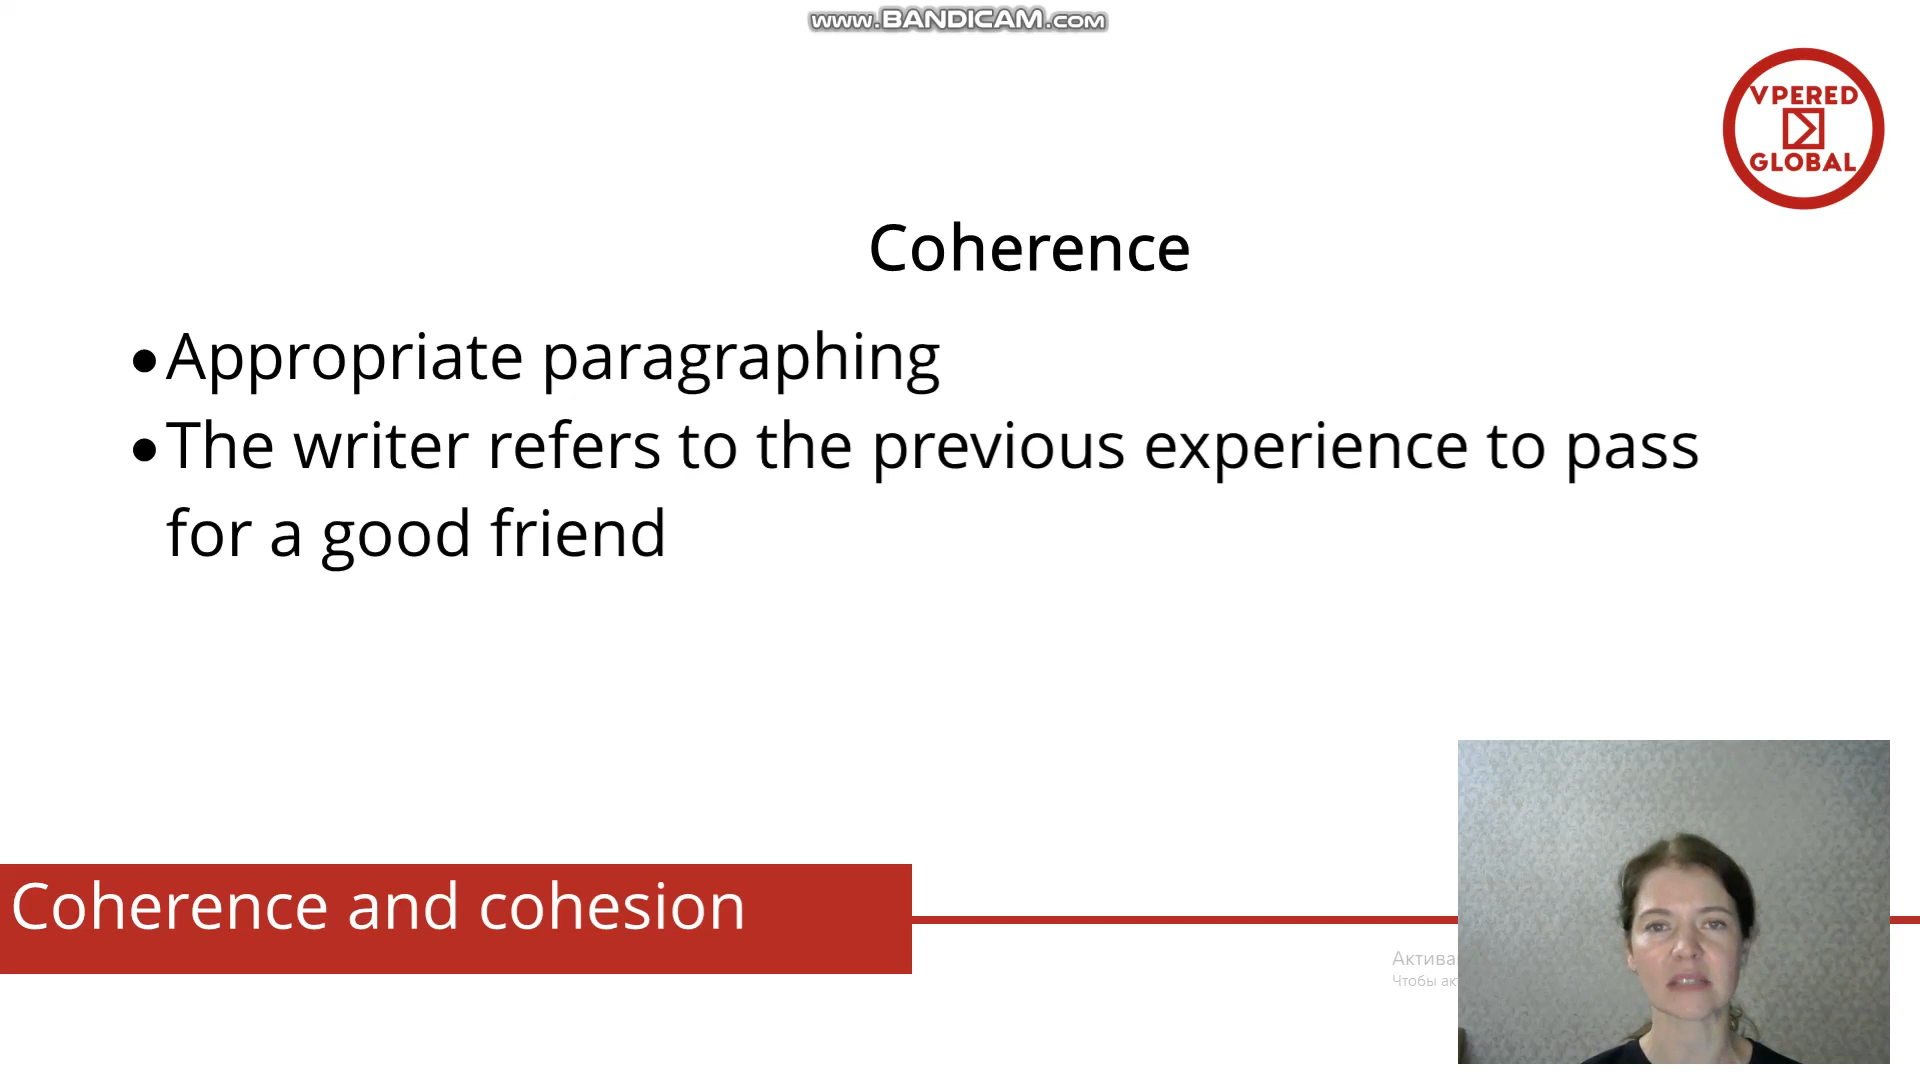 www.BANDICAM.com
VPERED
GLOBAL
Coherence
•Appropriate paragraphing
•The writer refers to the previous experience to pass
for a good friend
Coherence and cohesion
Актива
Чтобы ак